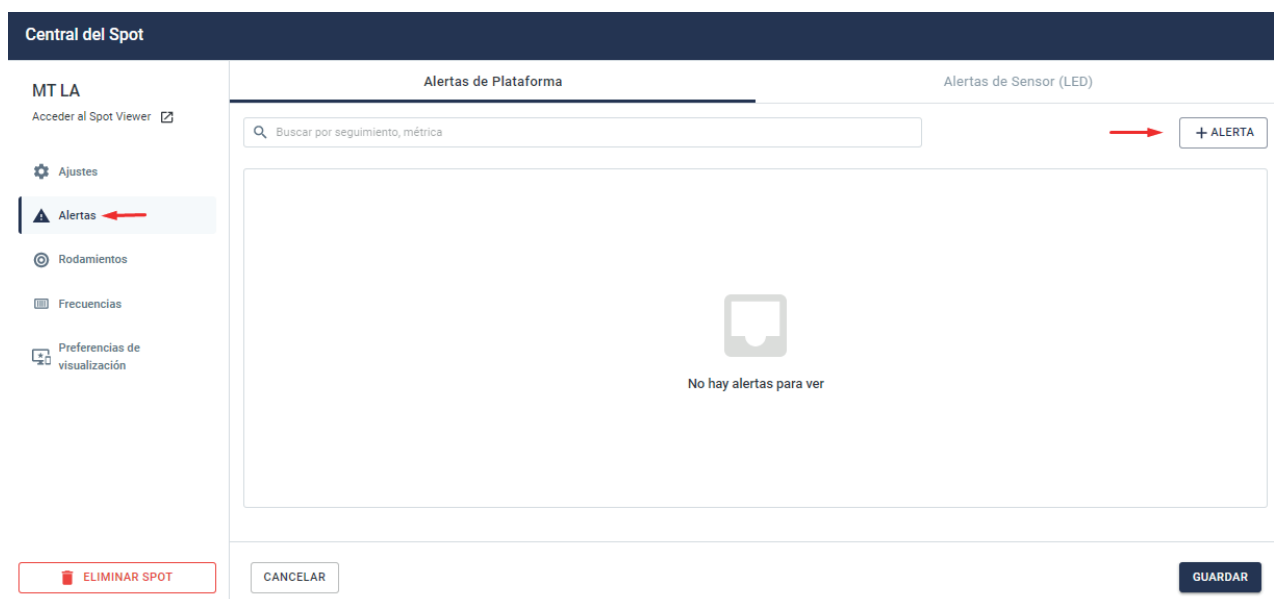 Central del Spot
MT LA
Acceder al Spot Viewer
Ajustes
Alertas
Rodamientos
Frecuencias
Preferencias de
visualización
ELIMINAR SPOT
Alertas de Plataforma
Alertas de Sensor (LED)
Buscar por seguimiento, métrica
+ ALERTA
No hay alertas para ver
CANCELAR
GUARDAR